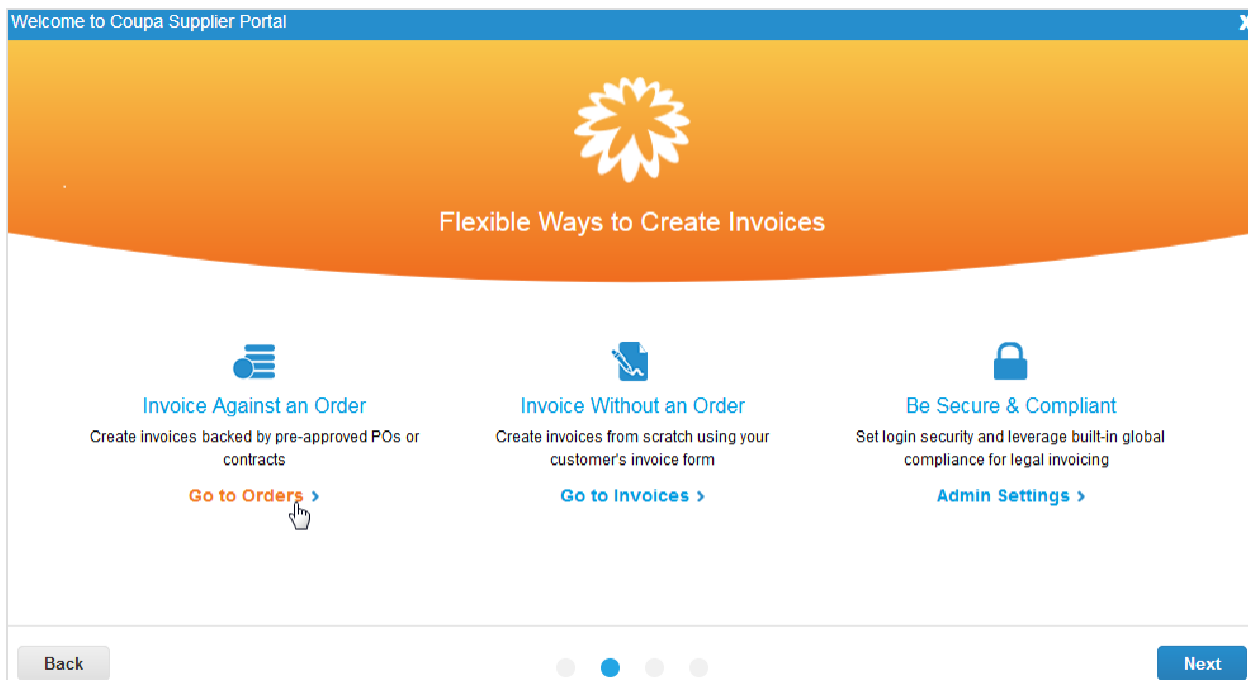 Welcome to Coupa Supplier Portal
Flexible Ways to Create Invoices
Invoice Against an Order
Create invoices backed by pre-approved POs or
contracts
Go to Orders >
Invoice Without an Order
Create invoices from scratch using your
customer's invoice form
Go to Invoices >
Be Secure & Compliant
Set login security and leverage built-in global
compliance for legal invoicing
Admin Settings >
Back
Next